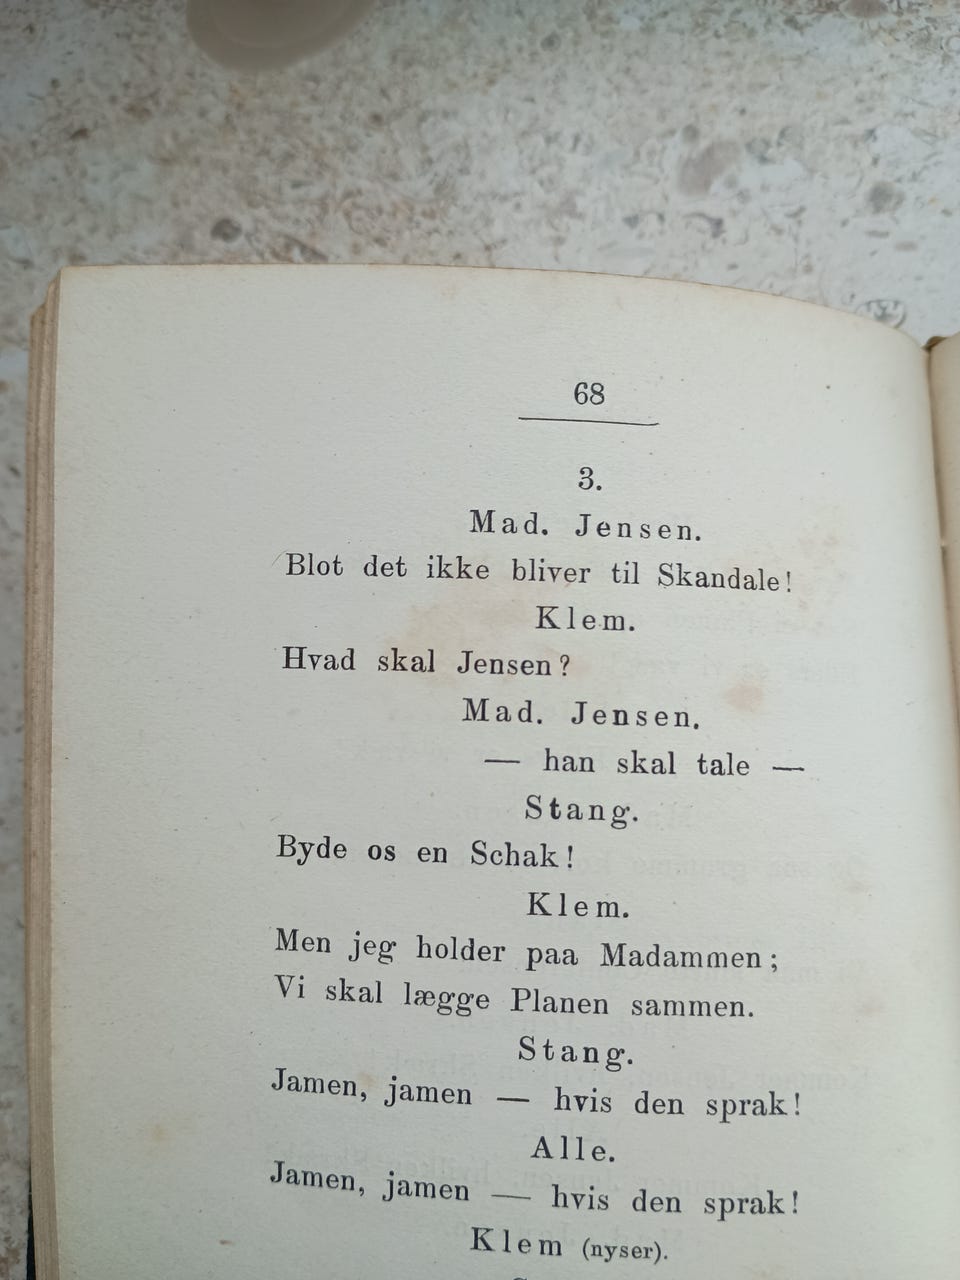 68
3.
Mad. Jensen.
Blot det ikke bliver til Skandale!
Klem.
Hvad skal Jensen?
Mad. Jensen.
— han skal tale —
Stang.
Byde os en Schak!
Klem.
Men jeg holder paa Madammen;
Vi skal lægge Planen sammen.
Stang.
Jamen, jamen — hvis den sprak!
Alle.
Jamen, jamen — hvis den sprak!
Klem (nyser).